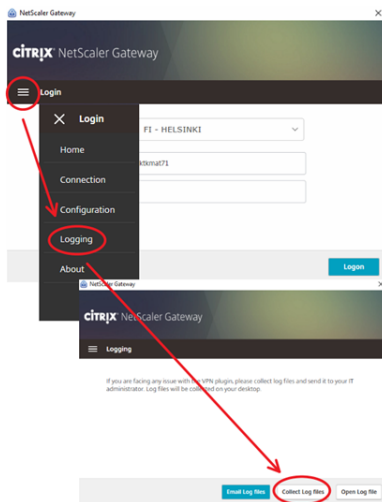 NetScaler Gateway
CITRIX NetScaler Gateway
Login
Login
Home
Connection
Configuration
Logging
About
FI - HELSINKI
ktkmat71
Logon
NetScaler Gateway
CITRIX NetScaler Gateway
Logging
If you are facing any issue with the VPN plugin, please collect log files and send it to your IT
administrator. Log files will be collected on your desktop.
Email Log files
Collect Log files
Open Log file